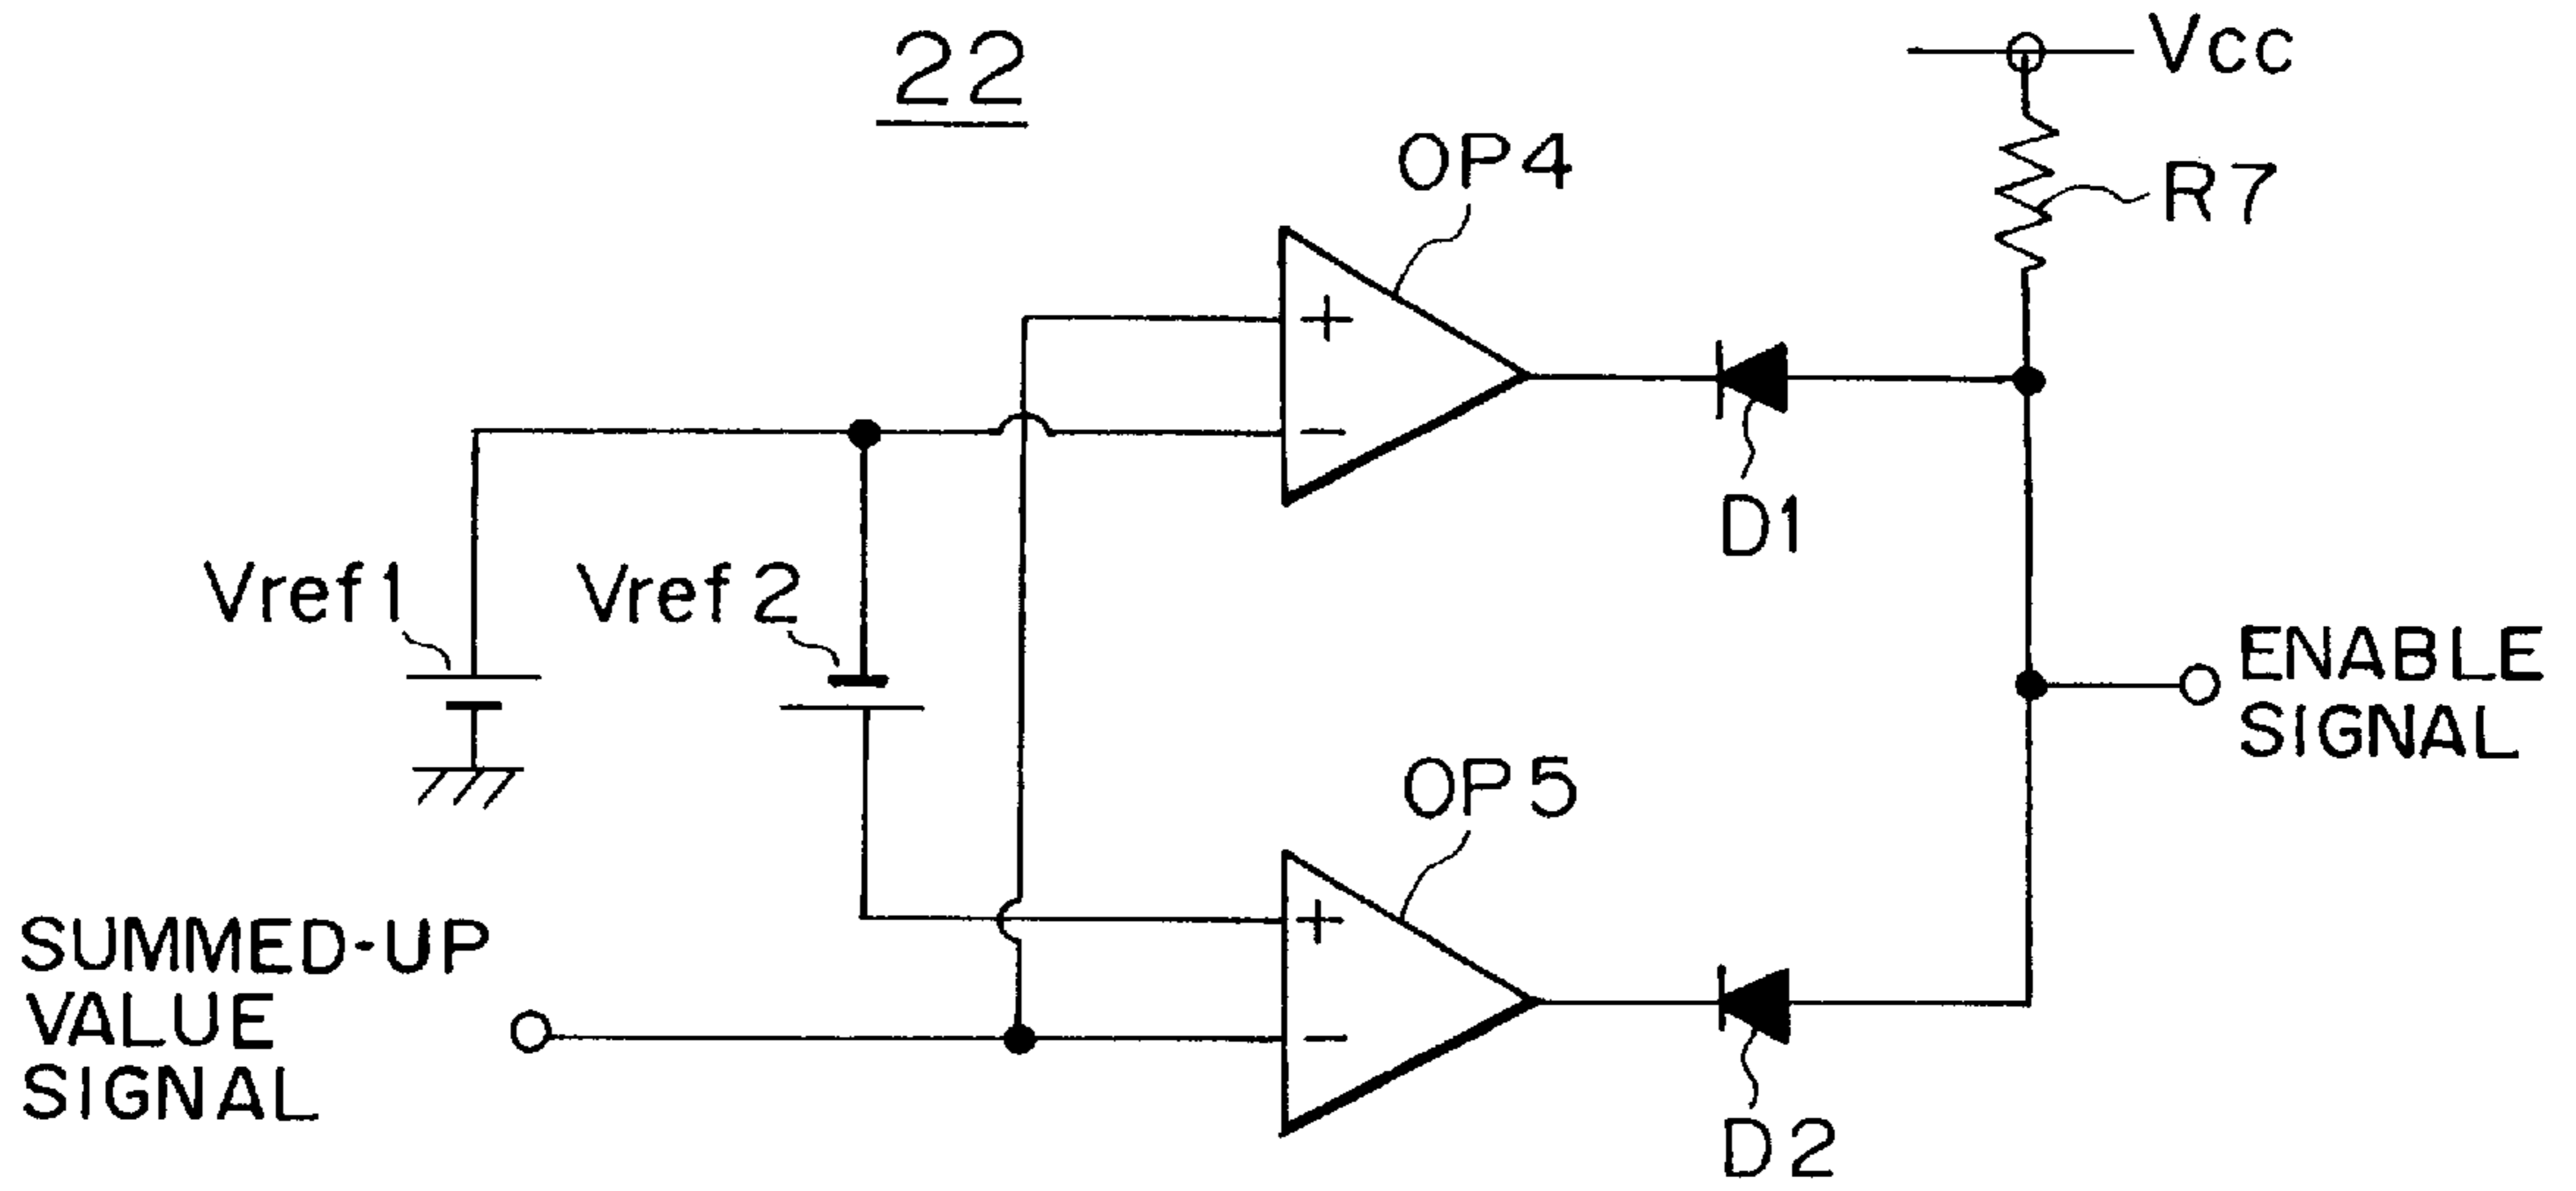 22
Vcc
OP4
R7
+
−
D1
Vref1
Vref2
ENABLE
SIGNAL
OP5
SUMMED-UP
VALUE
SIGNAL
+
−
D2